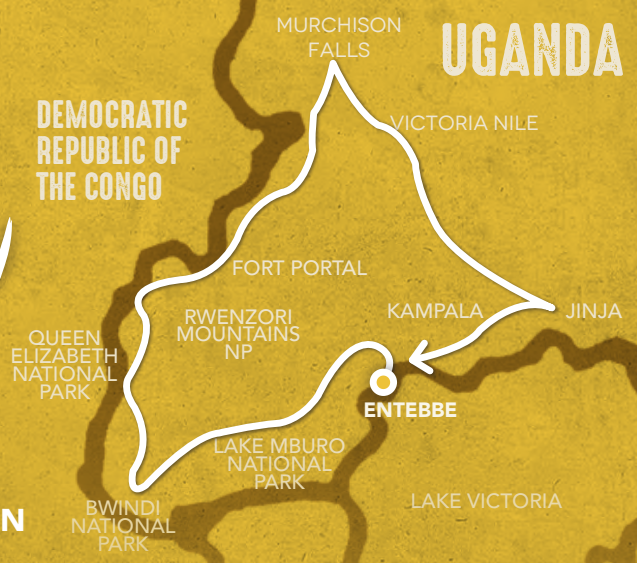 MURCHISON
FALLS
UGANDA
DEMOCRATIC
REPUBLIC OF
THE CONGO
VICTORIA NILE
FORT PORTAL
RWENZORI
MOUNTAINS
NP
KAMPALA
JINJA
QUEEN
ELIZABETH
NATIONAL
PARK
ENTEBBE
LAKE MBURO
NATIONAL
PARK
LAKE VICTORIA
BWINDI
NATIONAL
PARK
N